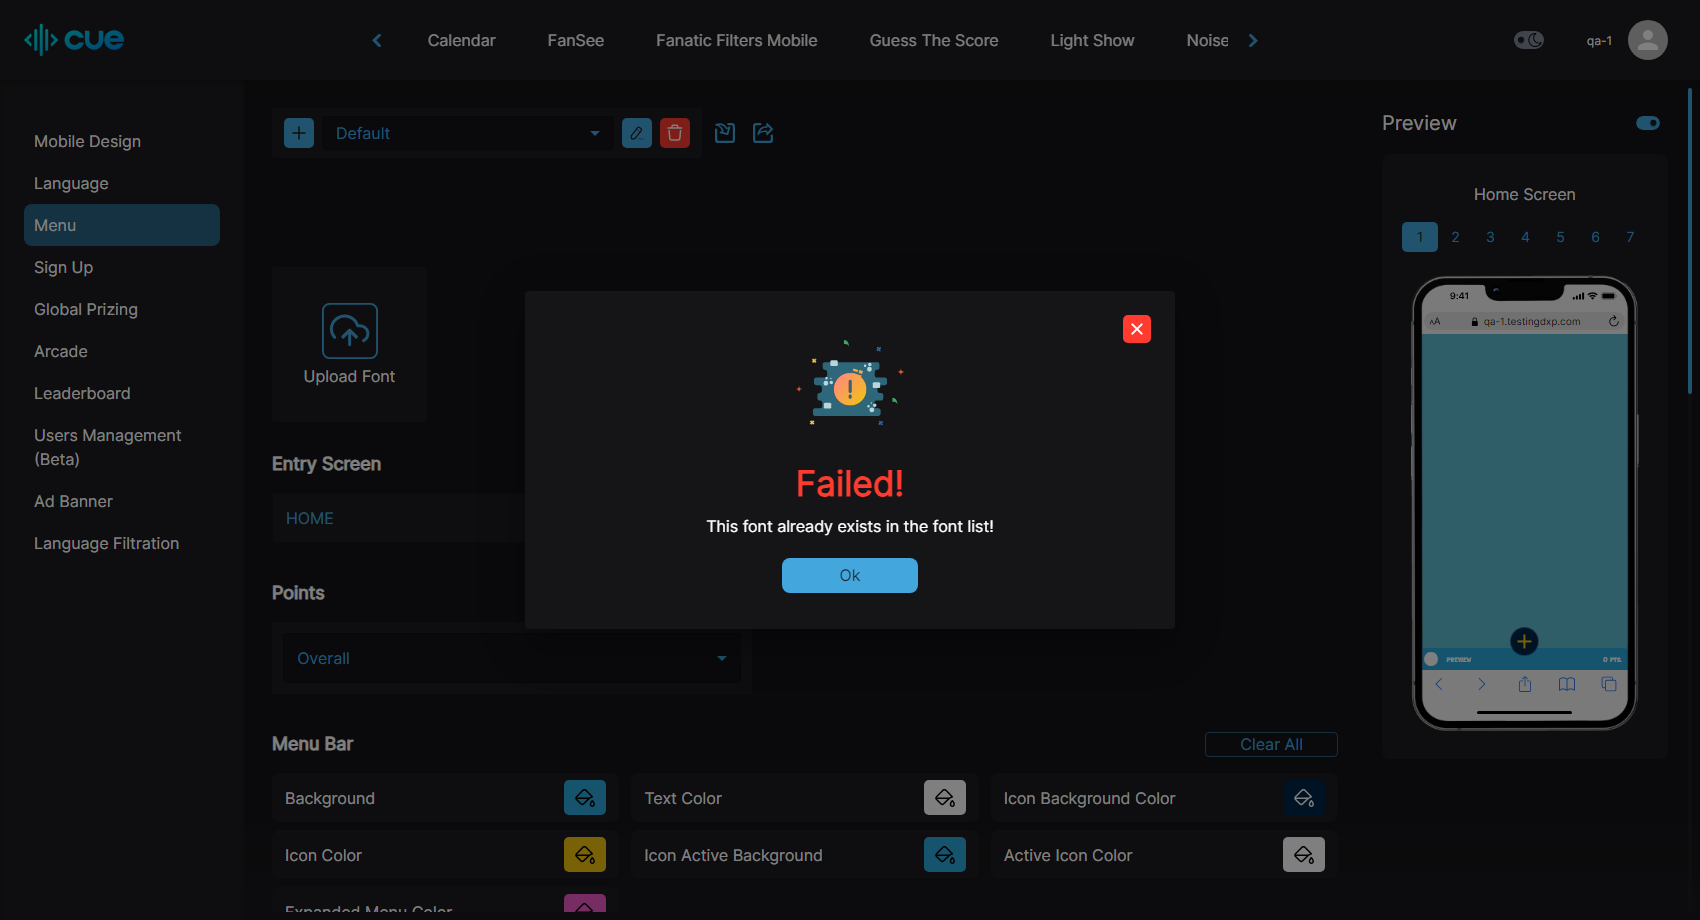 cue
Calendar
FanSee
Fanatic Filters Mobile
Guess The Score
Light Show
Noise
qa-1
Mobile Design
Language
Menu
Sign Up
Global Prizing
Arcade
Leaderboard
Users Management
(Beta)
Ad Banner
Language Filtration
Default
Upload Font
Entry Screen
HOME
Points
Overall
Failed!
This font already exists in the font list!
Ok
Menu Bar
Clear All
Background
Text Color
Icon Background Color
Icon Color
Icon Active Background
Active Icon Color
Expanded Menu Color
Preview
Home Screen
1 2 3 4 5 6 7
9:41
AA qa-1.testingdxp.com
PREVIEW 0 PTS.